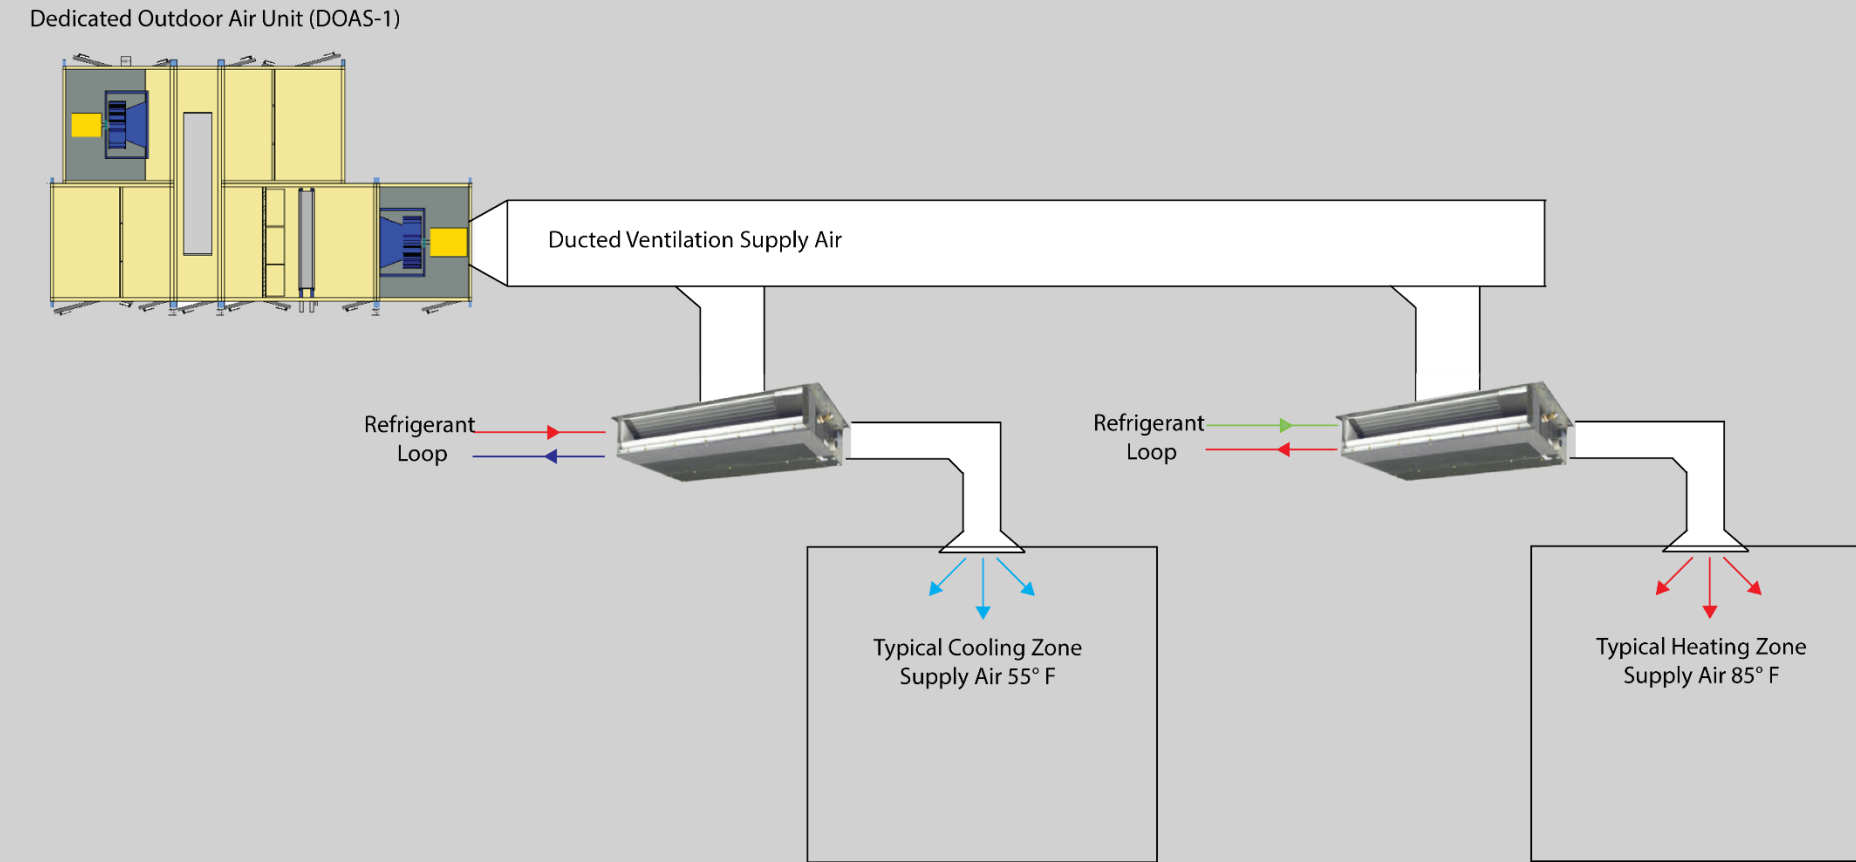 Dedicated Outdoor Air Unit (DOAS-1)
Ducted Ventilation Supply Air
Refrigerant
Loop
Refrigerant
Loop
Typical Cooling Zone
Supply Air 55° F
Typical Heating Zone
Supply Air 85° F